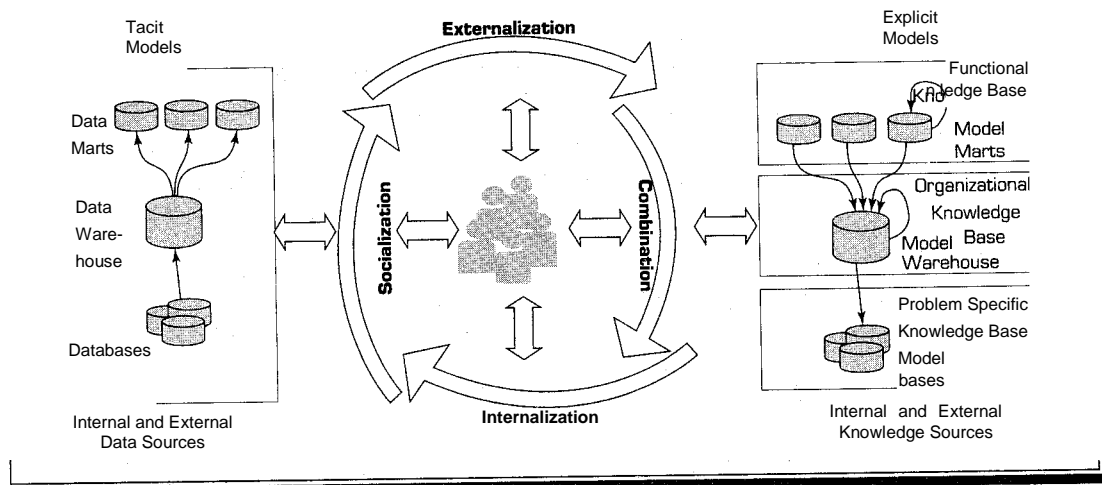 Tacit
Models
Data
Marts
Data
Ware-
house
Databases
Internal and External
Data Sources
Externalization
Socialization
Combination
Internalization
Explicit
Models
Functional
Knowledge Base
Model
Marts
Organizational
Knowledge
Base
Model
Warehouse
Problem Specific
Knowledge Base
Model
bases
Internal and External
Knowledge Sources